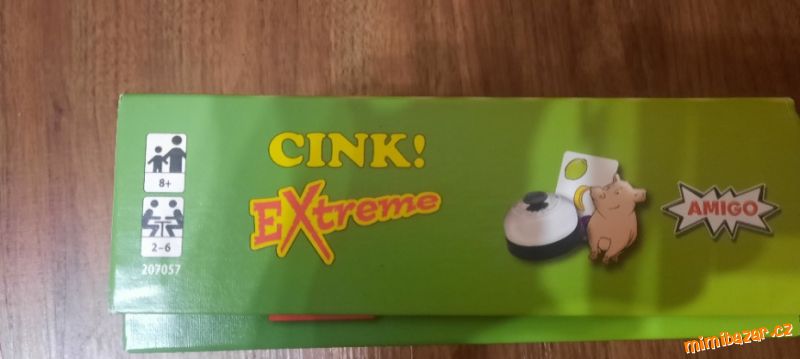 8+
2-6
207057
CINK!
EXtreme
AMIGO
mimibazar.cz